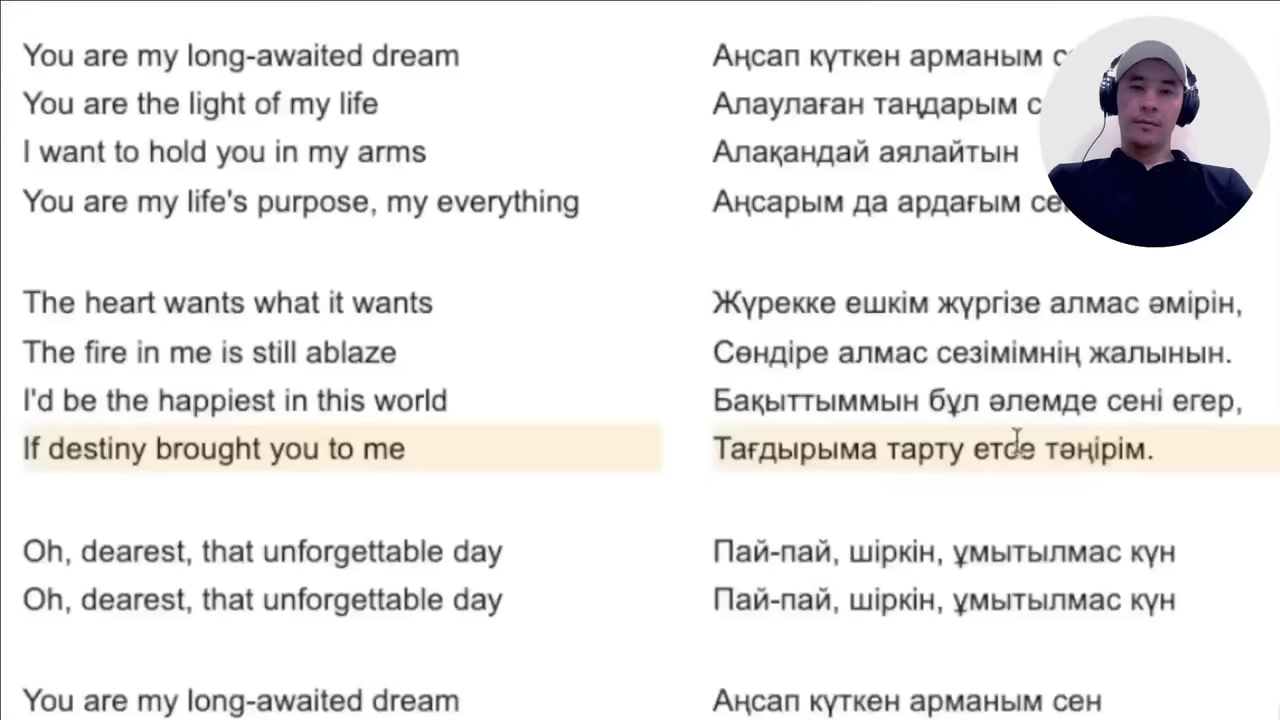 You are my long-awaited dream
You are the light of my life
I want to hold you in my arms
You are my life's purpose, my everything
The heart wants what it wants
The fire in me is still ablaze
I'd be the happiest in this world
If destiny brought you to me
Oh, dearest, that unforgettable day
Oh, dearest, that unforgettable day
You are my long-awaited dream
Аңсап күткен арманым
Алаулаған таңдарым
Алақандай аялайтын
Аңсарым да ардағым
Жүрекке ешкім жүргізе алмас әмірін,
Сөндіре алмас сезімімнің жалынын.
Бақыттыммын бұл әлемде сені егер,
Тағдырыма тарту етсе тәңірім.
Пай-пай, шіркін, ұмытылмас күн
Пай-пай, шіркін, ұмытылмас күн
Аңсап күткен арманым сен